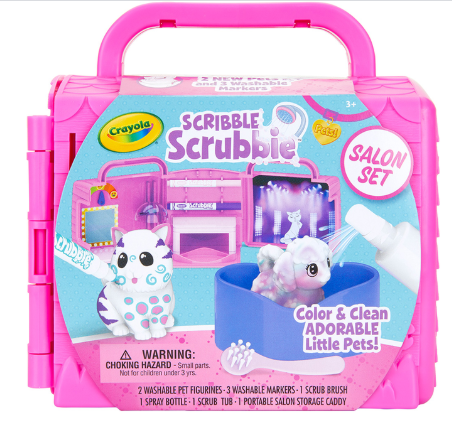 2 NEW Pets
and 3 Washable
Markers
3+
Crayola
SCRIBBLE
Scrubbie
Pets!
SALON
SET
scribble
Scribble
Color & Clean
ADORABLE
Little Pets!
WARNING:
CHOKING HAZARD - Small parts.
Not for children under 3 yrs.
2 WASHABLE PET FIGURINES · 3 WASHABLE MARKERS · 1 SCRUB BRUSH
1 SPRAY BOTTLE · 1 SCRUB TUB · 1 PORTABLE SALON STORAGE CADDY